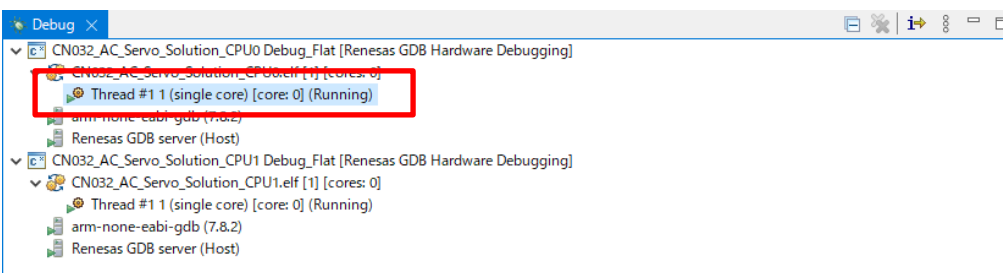 Debug
CN032_AC_Servo_Solution_CPU0 Debug_Flat [Renesas GDB Hardware Debugging]
CN032_AC_Servo_Solution_CPU0.elf [1] [cores: 0]
Thread #1 1 (single core) [core: 0] (Running)
arm-none-eabi-gdb (7.8.2)
Renesas GDB server (Host)
CN032_AC_Servo_Solution_CPU1 Debug_Flat [Renesas GDB Hardware Debugging]
CN032_AC_Servo_Solution_CPU1.elf [1] [cores: 0]
Thread #1 1 (single core) [core: 0] (Running)
arm-none-eabi-gdb (7.8.2)
Renesas GDB server (Host)